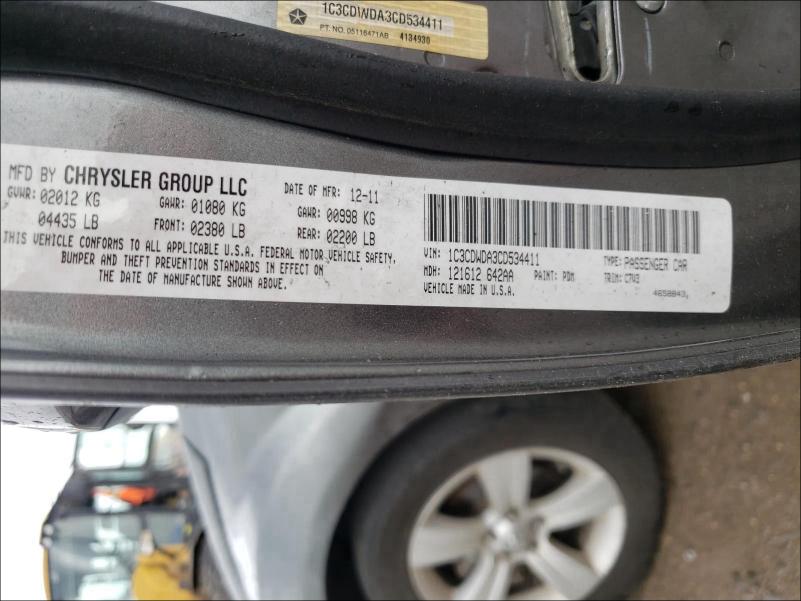 1C3CDWDA3CD534411
PT. NO. 05116471AB 4134930
MFD BY CHRYSLER GROUP LLC
DATE OF MFR: 12-11
GVWR: 02012 KG
04435 LB
GAWR: 01080 KG
FRONT: 02380 LB
GAWR: 00998 KG
REAR: 02200 LB
THIS VEHICLE CONFORMS TO ALL APPLICABLE U.S.A. FEDERAL MOTOR VEHICLE SAFETY,
BUMPER AND THEFT PREVENTION STANDARDS IN EFFECT ON
THE DATE OF MANUFACTURE SHOWN ABOVE.
VIN: 1C3CDWDA3CD534411 TYPE: PASSENGER CAR
MDH: 121612 642AA PAINT: PDM TRIM: C7V3
VEHICLE MADE IN U.S.A.